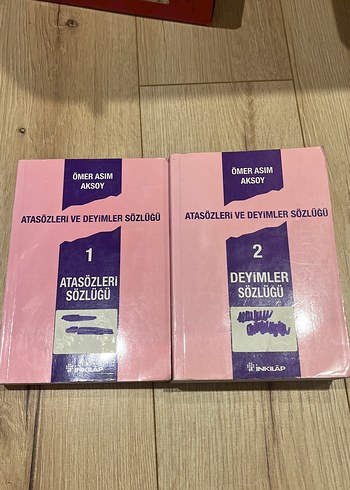 ÖMER ASIM
AKSOY
ATASÖZLERİ VE DEYİMLER SÖZLÜĞÜ
1
ATASÖZLERİ
SÖZLÜĞÜ
İNKILÂP
ÖMER ASIM
AKSOY
ATASÖZLERİ VE DEYİMLER SÖZLÜĞÜ
2
DEYİMLER
SÖZLÜĞÜ
İNKILÂP